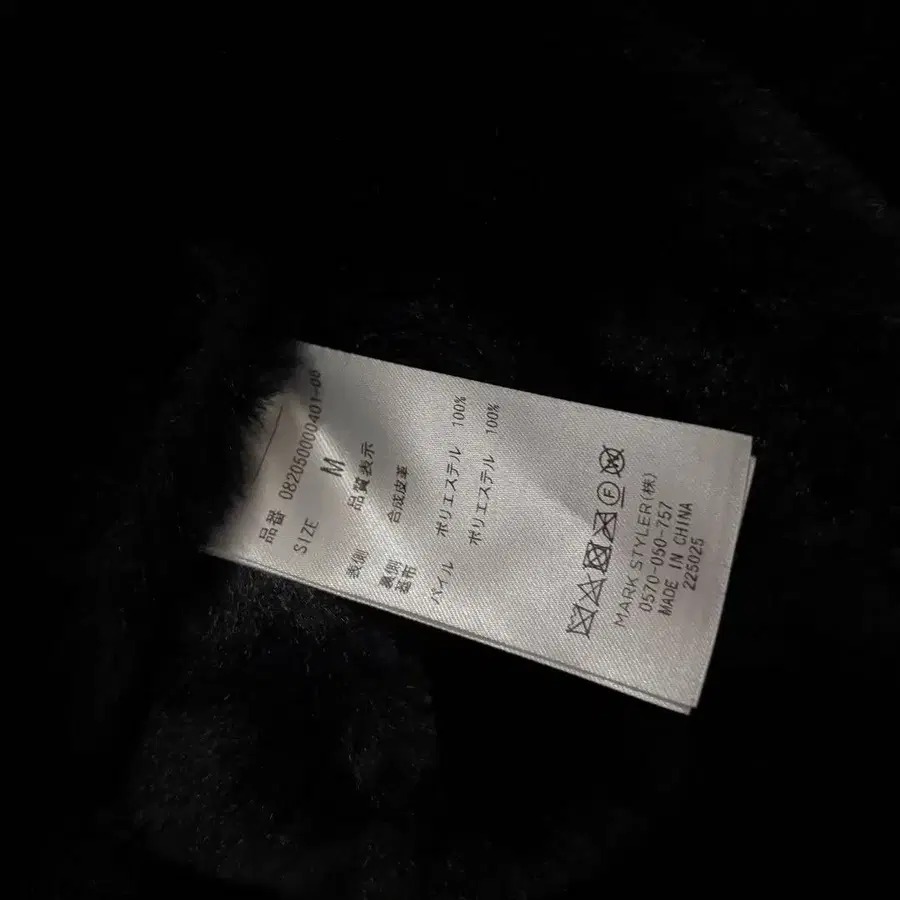 品番 082050000401-00
SIZE M
品質表示
表側 合成皮革
裏側
基布 ポリエステル 100%
パイル ポリエステル 100%
F
MARK STYLER(株)
0570-050-757
MADE IN CHINA
225025